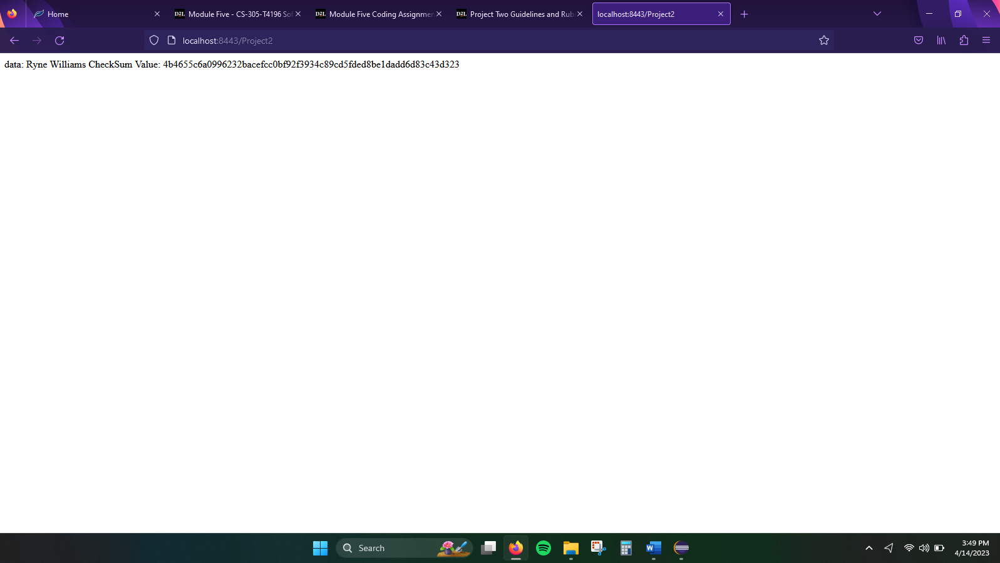 Home
D2L Module Five - CS-305-T4196 Sof
D2L Module Five Coding Assignmen
D2L Project Two Guidelines and Rub
localhost:8443/Project2
localhost:8443/Project2
data: Ryne Williams CheckSum Value: 4b4655c6a0996232bacefcc0bf92f3934c89cd5fded8be1dadd6d83c43d323
Search
W
3:49 PM
4/14/2023